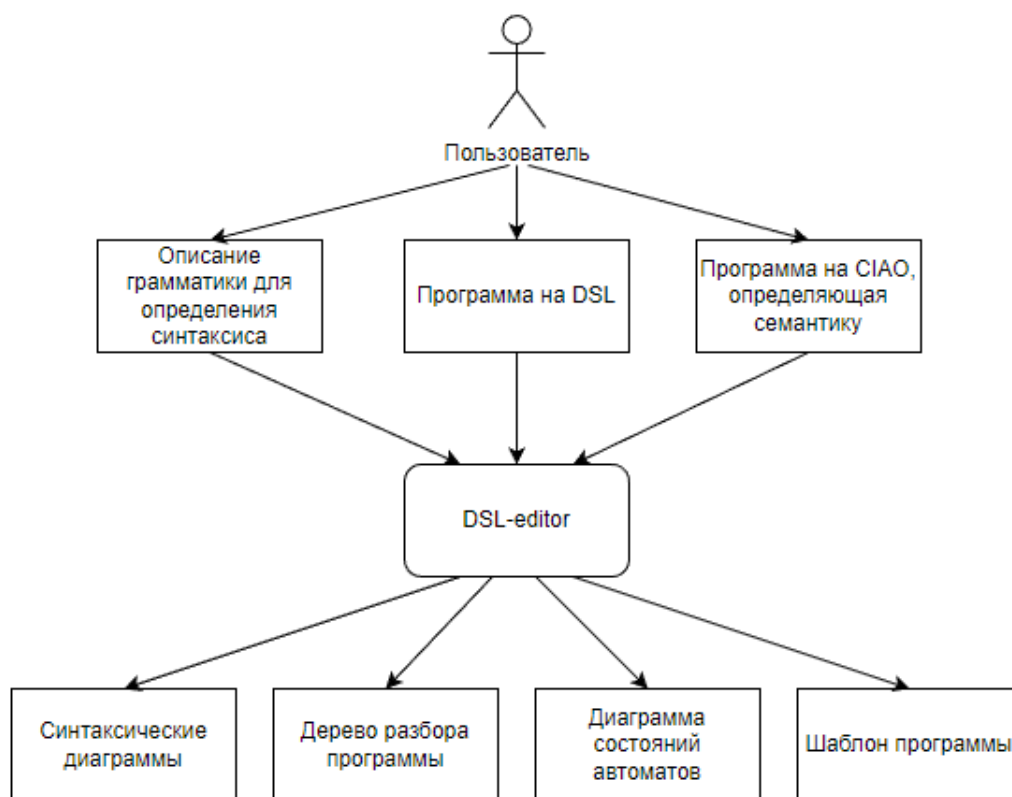 Пользователь
Описание
грамматики для
определения
синтаксиса
Программа на DSL
Программа на CIAO,
определяющая
семантику
DSL-editor
Синтаксические
диаграммы
Дерево разбора
программы
Диаграмма
состояний
автоматов
Шаблон программы